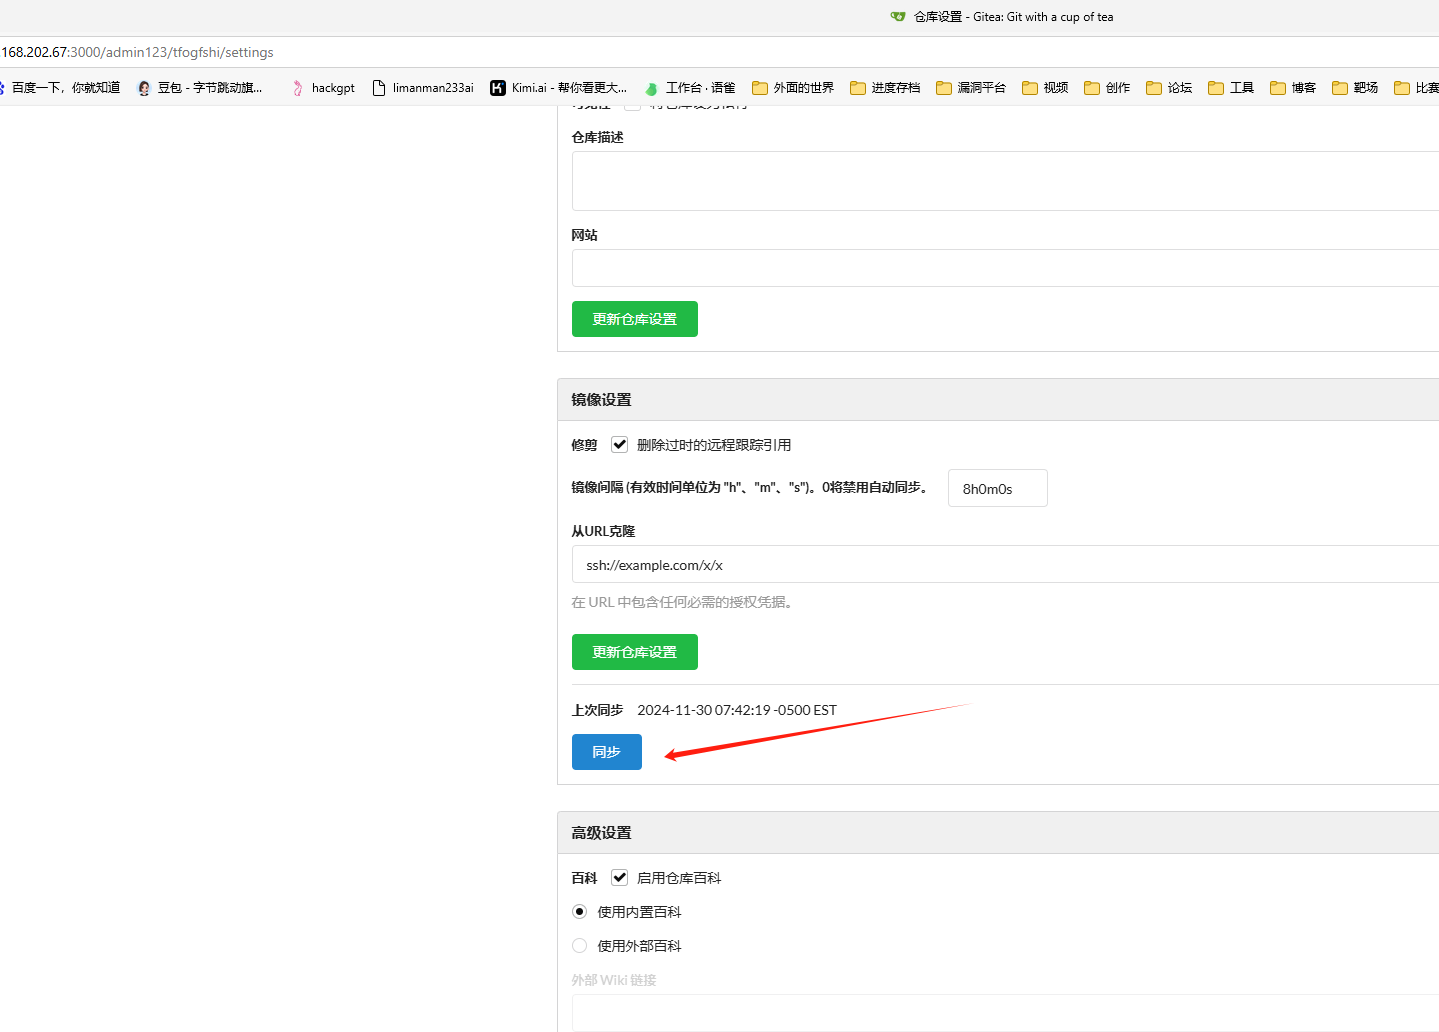 仓库设置 - Gitea: Git with a cup of tea
168.202.67:3000/admin123/tfogfshi/settings
百度一下，你就知道 豆包 - 字节跳动旗... hackgpt limanman233ai Kimi.ai - 帮你看更大... 工作台 · 语雀 外面的世界 进度存档 漏洞平台 视频 创作 论坛 工具 博客 靶场 比赛
仓库描述
网站
更新仓库设置
镜像设置
修剪 删除过时的远程跟踪引用
镜像间隔 (有效时间单位为 "h"、"m"、"s")。0将禁用自动同步。 8h0m0s
从URL克隆
ssh://example.com/x/x
在 URL 中包含任何必需的授权凭据。
更新仓库设置
上次同步 2024-11-30 07:42:19 -0500 EST
同步
高级设置
百科 启用仓库百科
使用内置百科
使用外部百科
外部 Wiki 链接